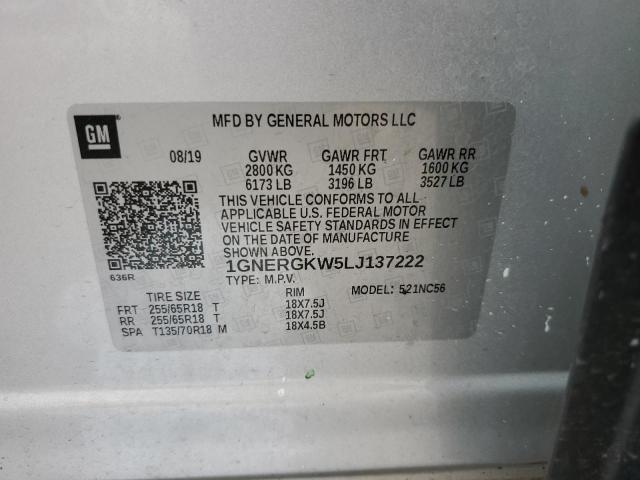 GM
MFD BY GENERAL MOTORS LLC
08/19 GVWR GAWR FRT GAWR RR
2800 KG 1450 KG 1600 KG
6173 LB 3196 LB 3527 LB
THIS VEHICLE CONFORMS TO ALL
APPLICABLE U.S. FEDERAL MOTOR
VEHICLE SAFETY STANDARDS IN EFFECT
ON THE DATE OF MANUFACTURE
SHOWN ABOVE.
1GNERGKW5LJ137222
636R
TYPE: M.P.V. MODEL: 521NC56
TIRE SIZE RIM
FRT 255/65R18 T 18X7.5J
RR 255/65R18 T 18X7.5J
SPA T135/70R18 M 18X4.5B